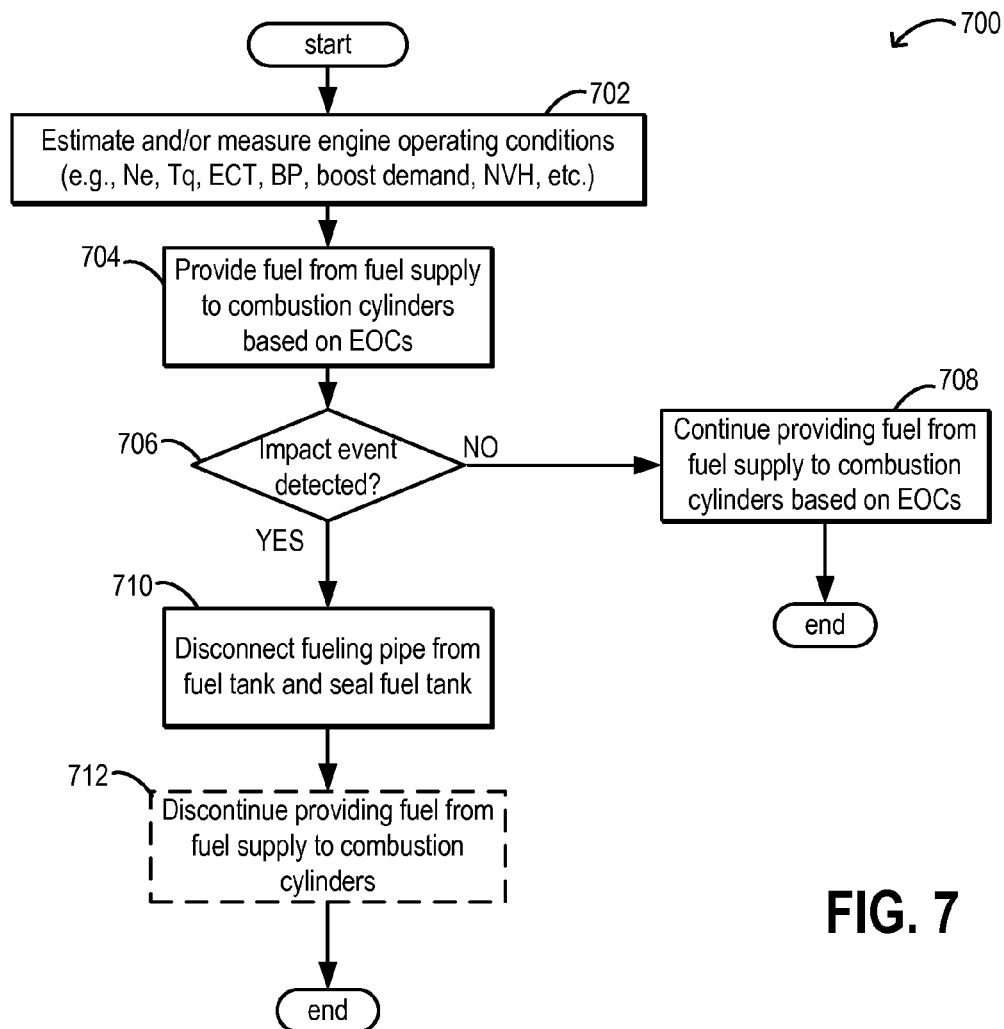 700
start
702
Estimate and/or measure engine operating conditions
(e.g., Ne, Tq, ECT, BP, boost demand, NVH, etc.)
704
Provide fuel from fuel supply
to combustion cylinders
based on EOCs
706
Impact event
detected?
NO
708
Continue providing fuel from
fuel supply to combustion
cylinders based on EOCs
end
YES
710
Disconnect fueling pipe from
fuel tank and seal fuel tank
712
Discontinue providing fuel from
fuel supply to combustion
cylinders
end
FIG. 7